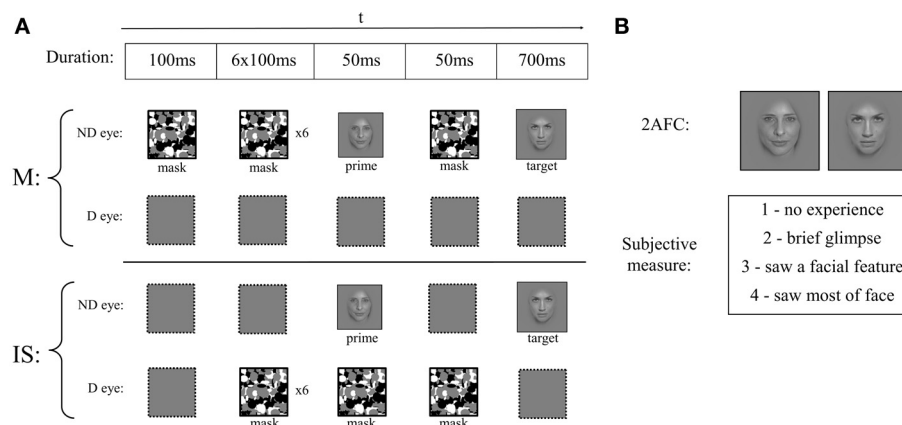 A
t
B
Duration:
100ms
6x100ms
50ms
50ms
700ms
M:
ND eye:
x6
mask
mask
prime
mask
target
D eye:
IS:
ND eye:
prime
target
D eye:
x6
mask
mask
mask
2AFC:
Subjective
measure:
1 - no experience
2 - brief glimpse
3 - saw a facial feature
4 - saw most of face